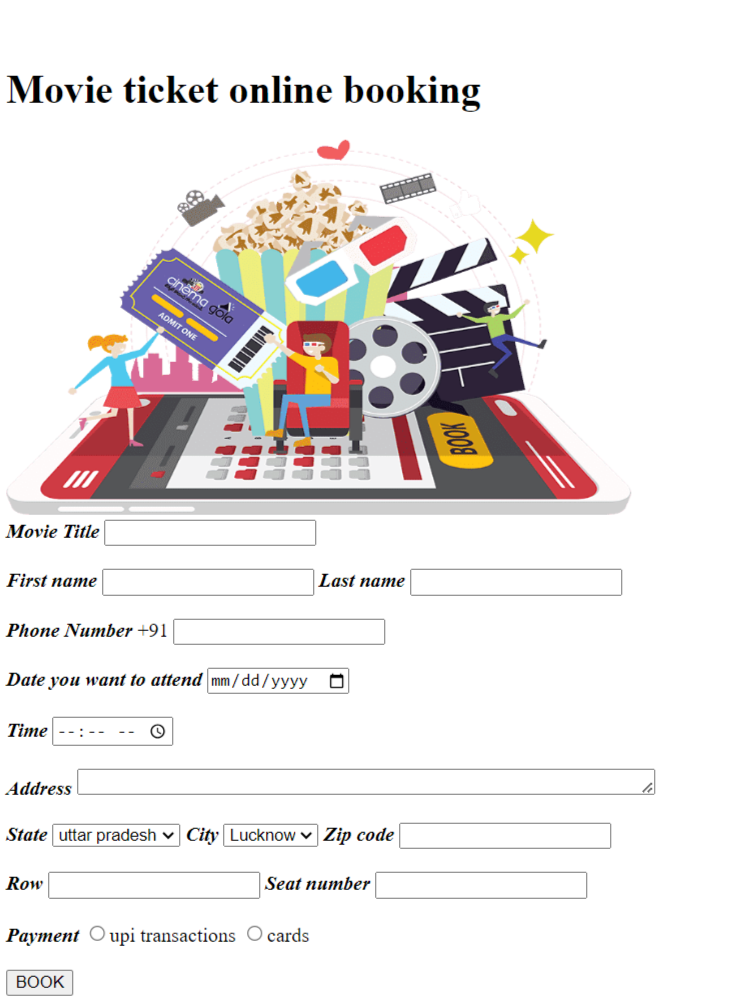 Movie ticket online booking
cinema gola
ADMIT ONE
BOOK
Movie Title
First name Last name
Phone Number +91
Date you want to attend mm/dd/yyyy
Time --:-- --
Address
State uttar pradesh City Lucknow Zip code
Row Seat number
Payment upi transactions cards
BOOK